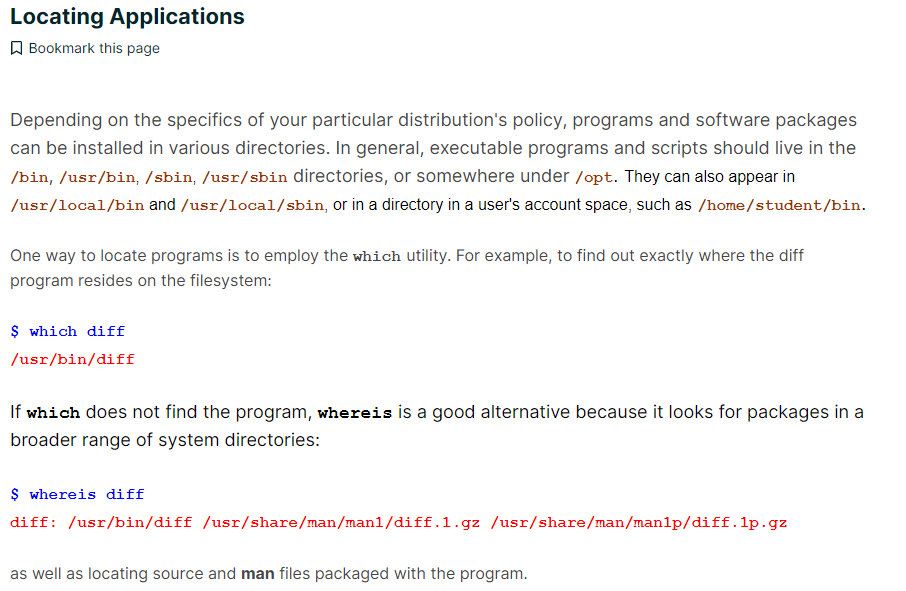 Locating Applications
Bookmark this page
Depending on the specifics of your particular distribution's policy, programs and software packages
can be installed in various directories. In general, executable programs and scripts should live in the
/bin, /usr/bin, /sbin, /usr/sbin directories, or somewhere under /opt. They can also appear in
/usr/local/bin and /usr/local/sbin, or in a directory in a user's account space, such as /home/student/bin.
One way to locate programs is to employ the which utility. For example, to find out exactly where the diff
program resides on the filesystem:
$ which diff
/usr/bin/diff
If which does not find the program, whereis is a good alternative because it looks for packages in a
broader range of system directories:
$ whereis diff
diff: /usr/bin/diff /usr/share/man/man1/diff.1.gz /usr/share/man/man1p/diff.1p.gz
as well as locating source and man files packaged with the program.